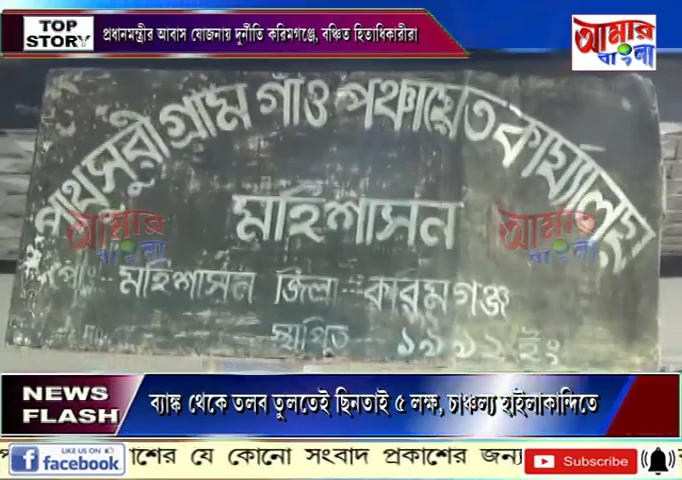 TOP STORY
প্রধানমন্ত্রীর আবাস যোজনায় দুর্নীতি করিমগঞ্জে, বঞ্চিত হিতাধিকারীরা
আমার বাংলা
পাথুসুরীগ্রাম গাঁও পঞ্চায়েত কার্য্যালয়
মহিশাসন
আমার বাংলা
আমার বাংলা
পোঃ মহিশাসন জিলা করিমগঞ্জ
স্থাপিত ১৯৯২ইং
NEWS FLASH
ব্যাঙ্ক থেকে তলব তুলতেই ছিনতাই ৫ লক্ষ, চাঞ্চল্য হাইলাকান্দিতে
LIKE US ON facebook
শের যে কোনো সংবাদ প্রকাশের জন্য
Subscribe